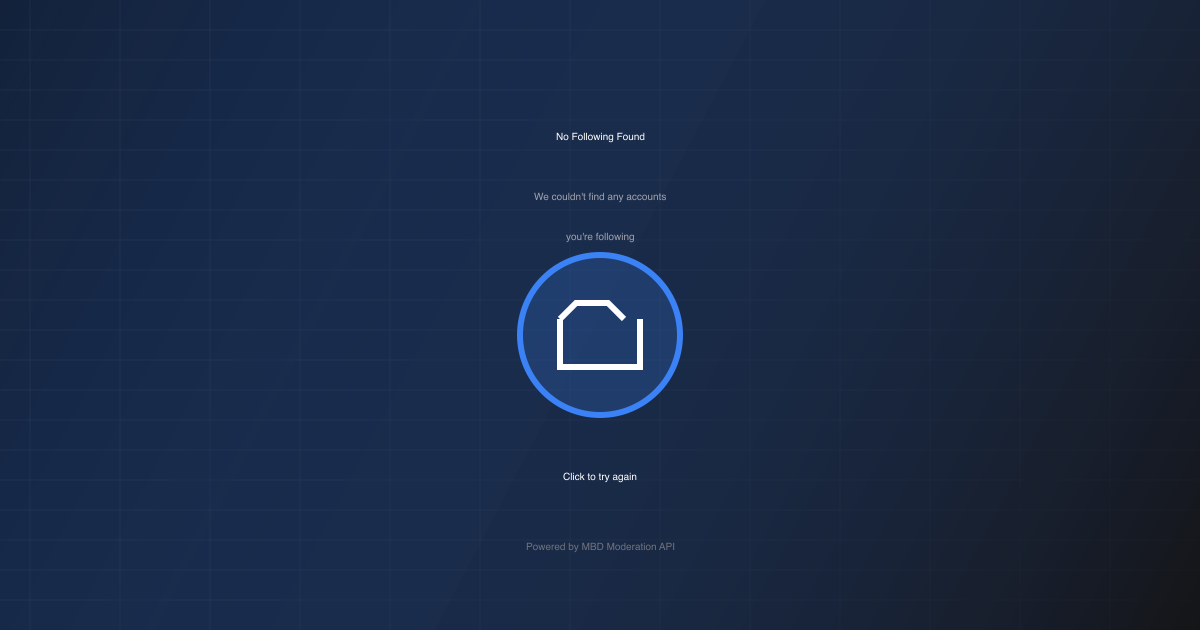 No Following Found
We couldn't find any accounts
you're following
Click to try again
Powered by MBD Moderation API